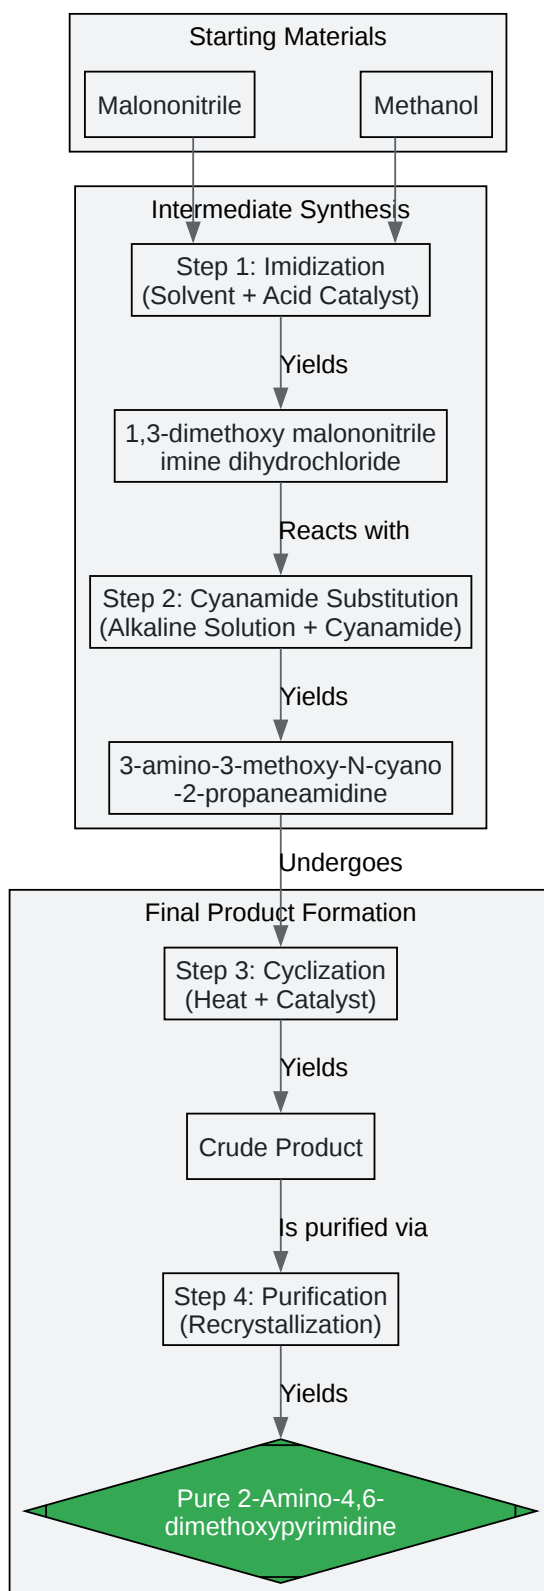 Starting Materials
Malononitrile
Methanol
Intermediate Synthesis
Step 1: Imidization
(Solvent + Acid Catalyst)
Yields
1,3-dimethoxy malononitrile
imine dihydrochloride
Reacts with
Step 2: Cyanamide Substitution
(Alkaline Solution + Cyanamide)
Yields
3-amino-3-methoxy-N-cyano
-2-propaneamidine
Undergoes
Final Product Formation
Step 3: Cyclization
(Heat + Catalyst)
Yields
Crude Product
Is purified via
Step 4: Purification
(Recrystallization)
Yields
Pure 2-Amino-4,6-
dimethoxypyrimidine